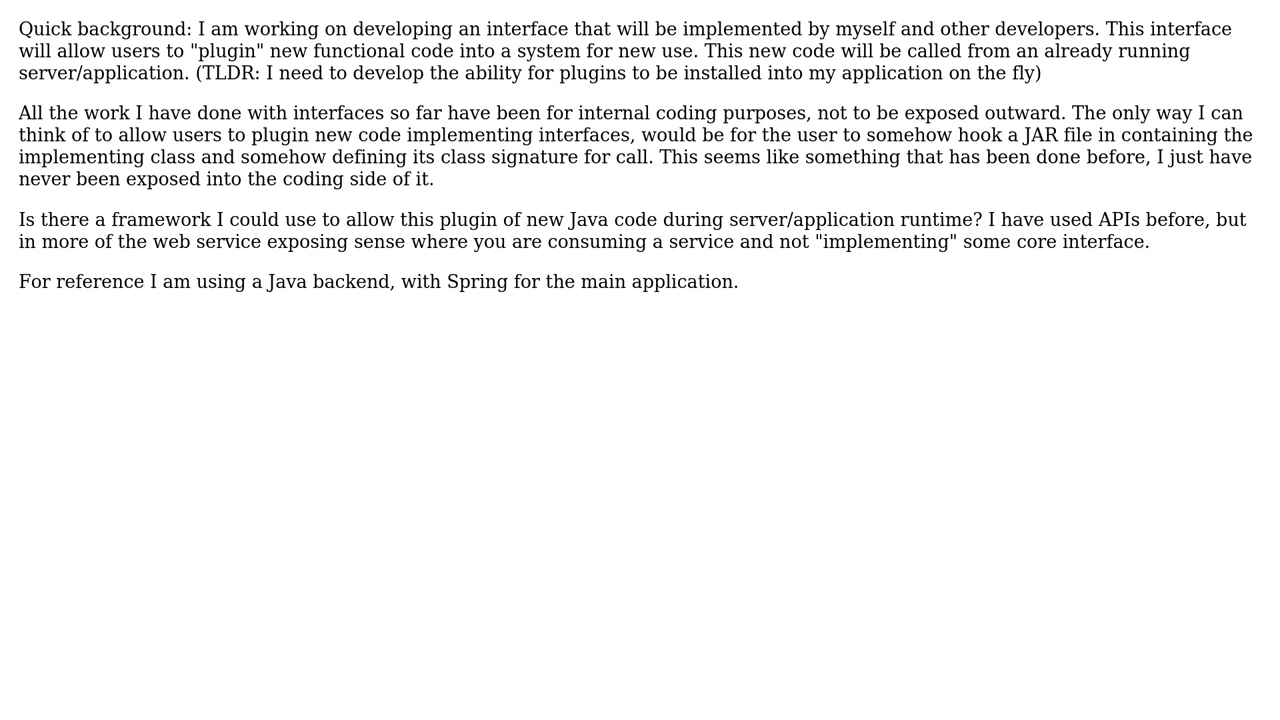 Quick background: I am working on developing an interface that will be implemented by myself and other developers. This interface
will allow users to "plugin" new functional code into a system for new use. This new code will be called from an already running
server/application. (TLDR: I need to develop the ability for plugins to be installed into my application on the fly)
All the work I have done with interfaces so far have been for internal coding purposes, not to be exposed outward. The only way I can
think of to allow users to plugin new code implementing interfaces, would be for the user to somehow hook a JAR file in containing the
implementing class and somehow defining its class signature for call. This seems like something that has been done before, I just have
never been exposed into the coding side of it.
Is there a framework I could use to allow this plugin of new Java code during server/application runtime? I have used APIs before, but
in more of the web service exposing sense where you are consuming a service and not "implementing" some core interface.
For reference I am using a Java backend, with Spring for the main application.